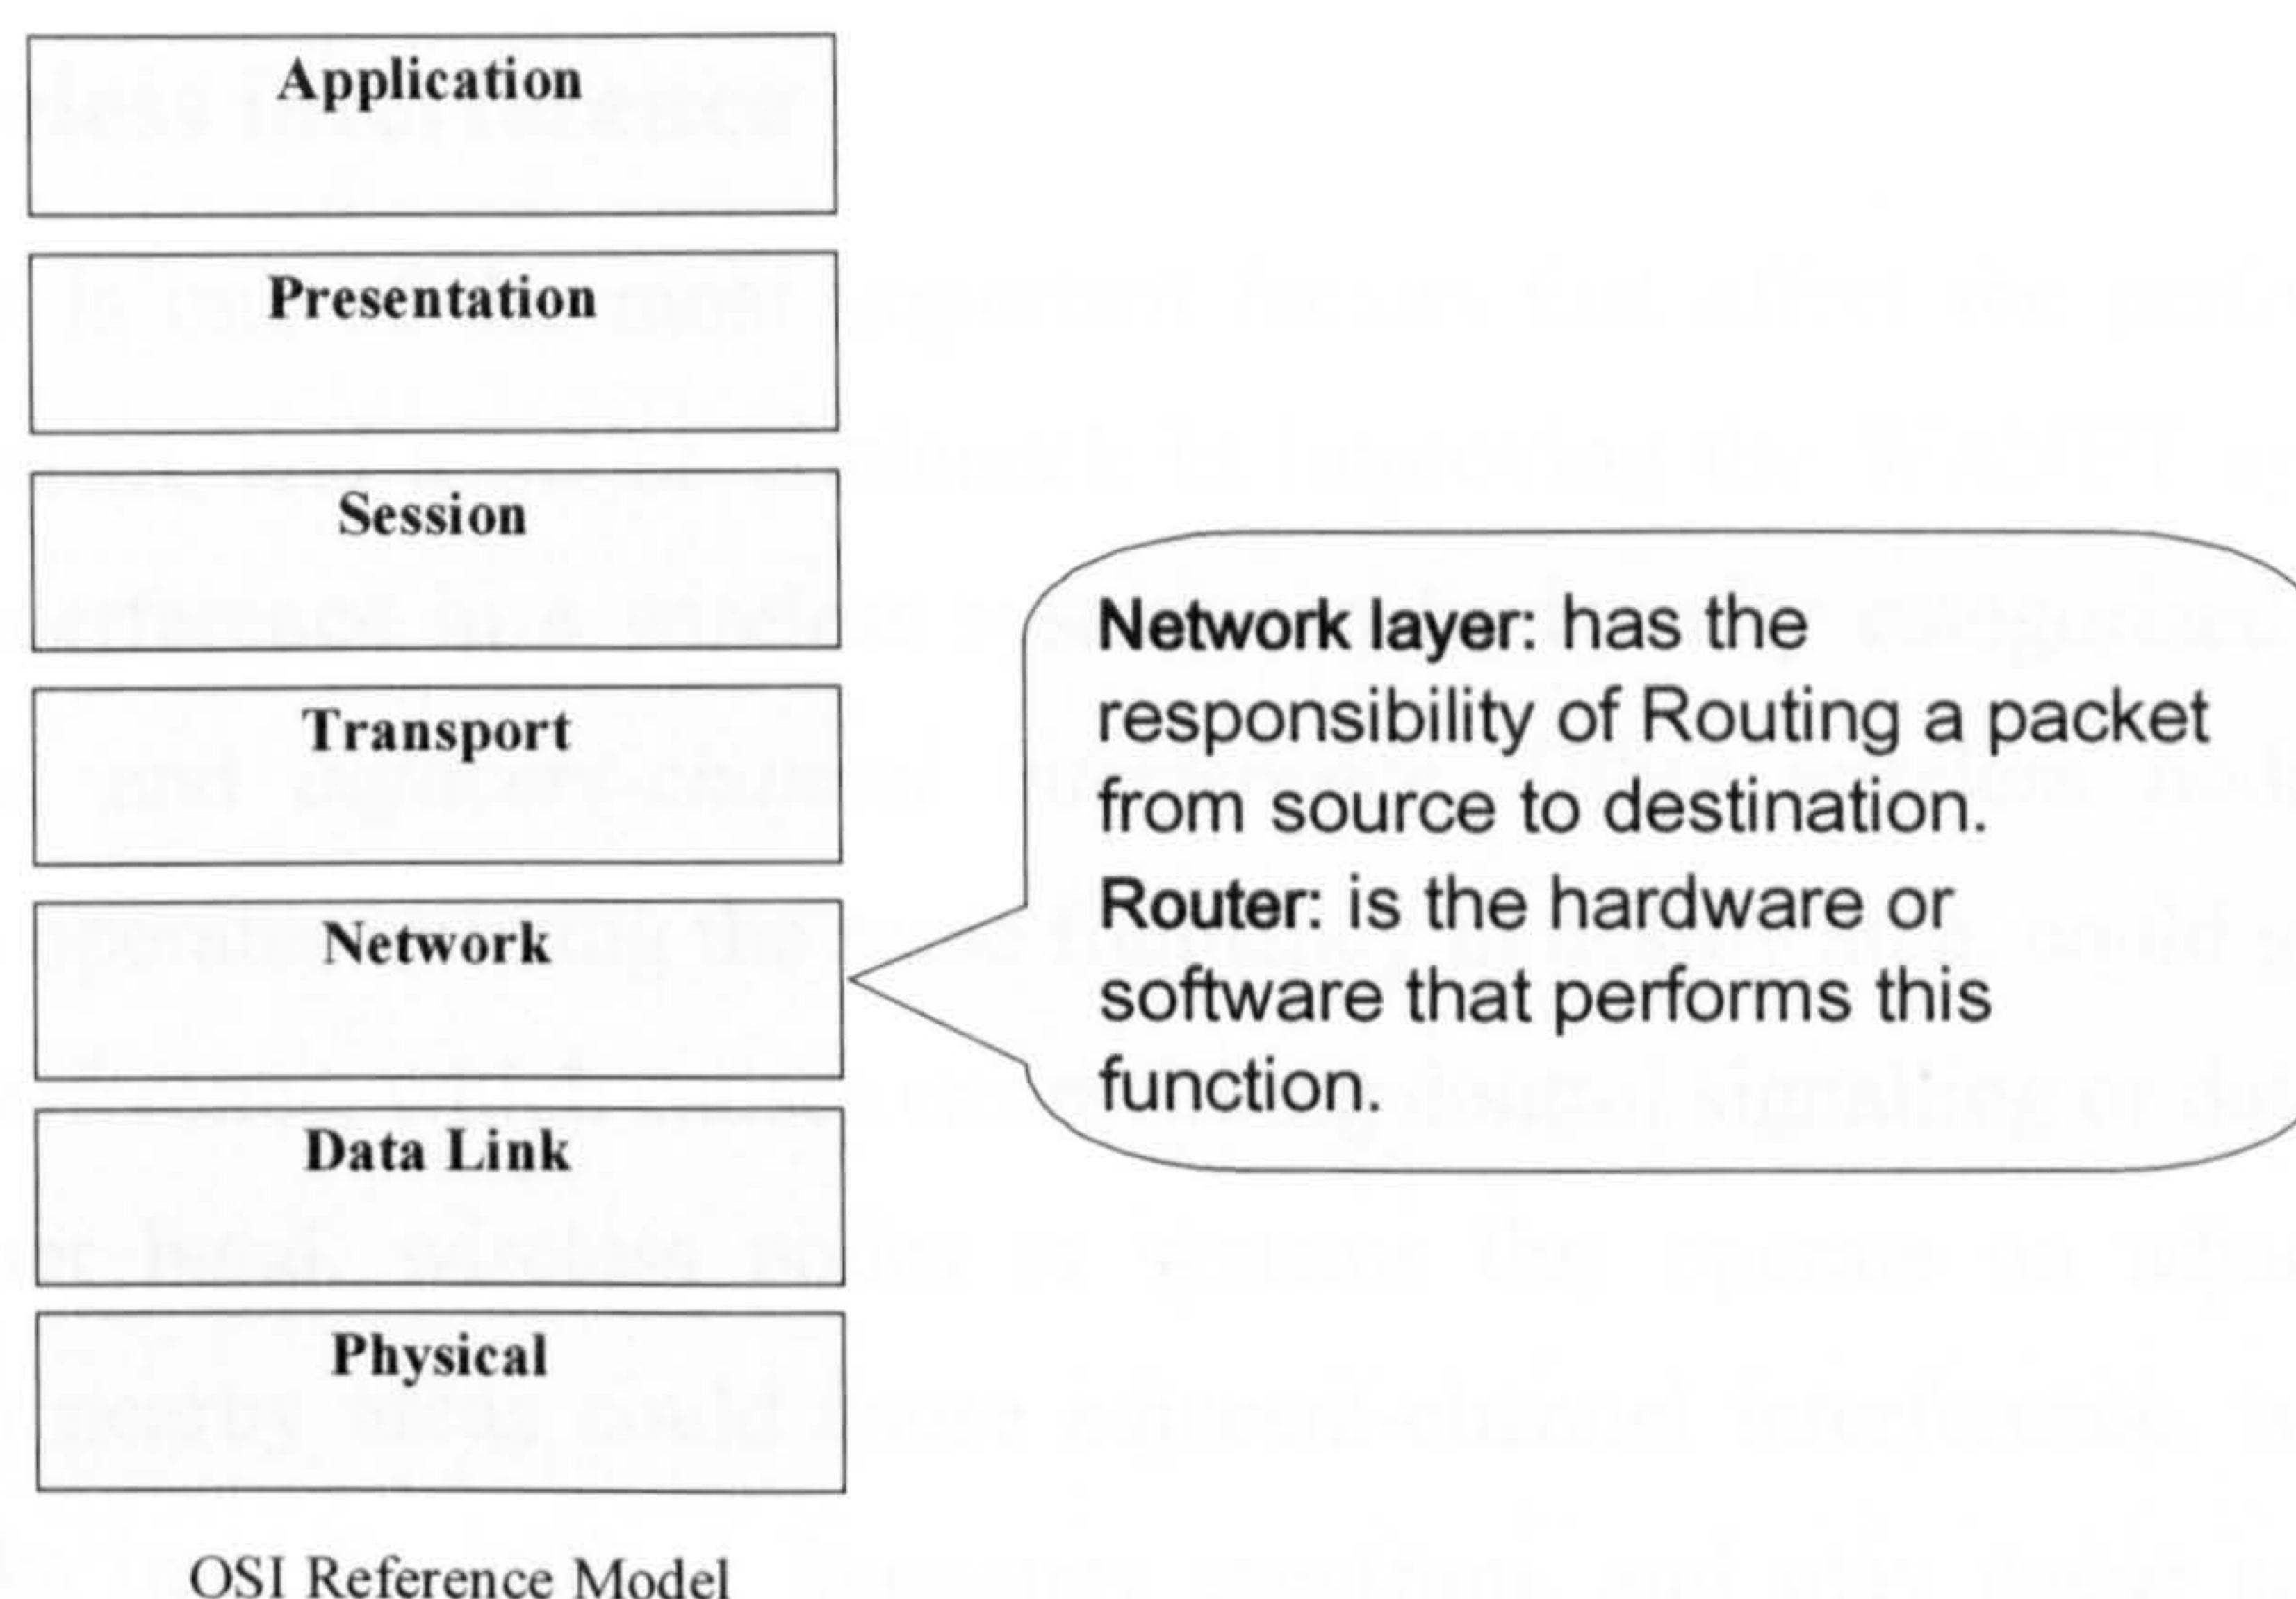 Application
Presentation
Session
Transport
Network
Data Link
Physical
OSI Reference Model
Network layer: has the
responsibility of Routing a packet
from source to destination.
Router: is the hardware or
software that performs this
function.